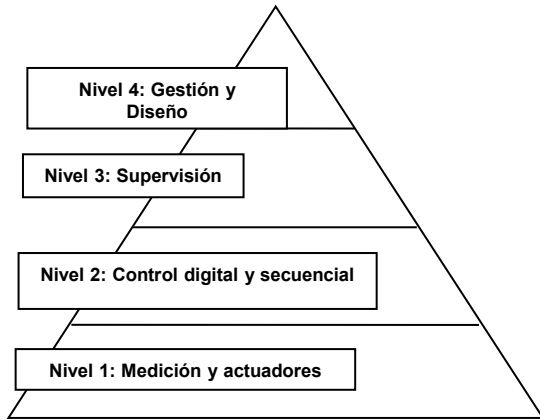 Nivel 4: Gestión y
Diseño
Nivel 3: Supervisión
Nivel 2: Control digital y secuencial
Nivel 1: Medición y actuadores